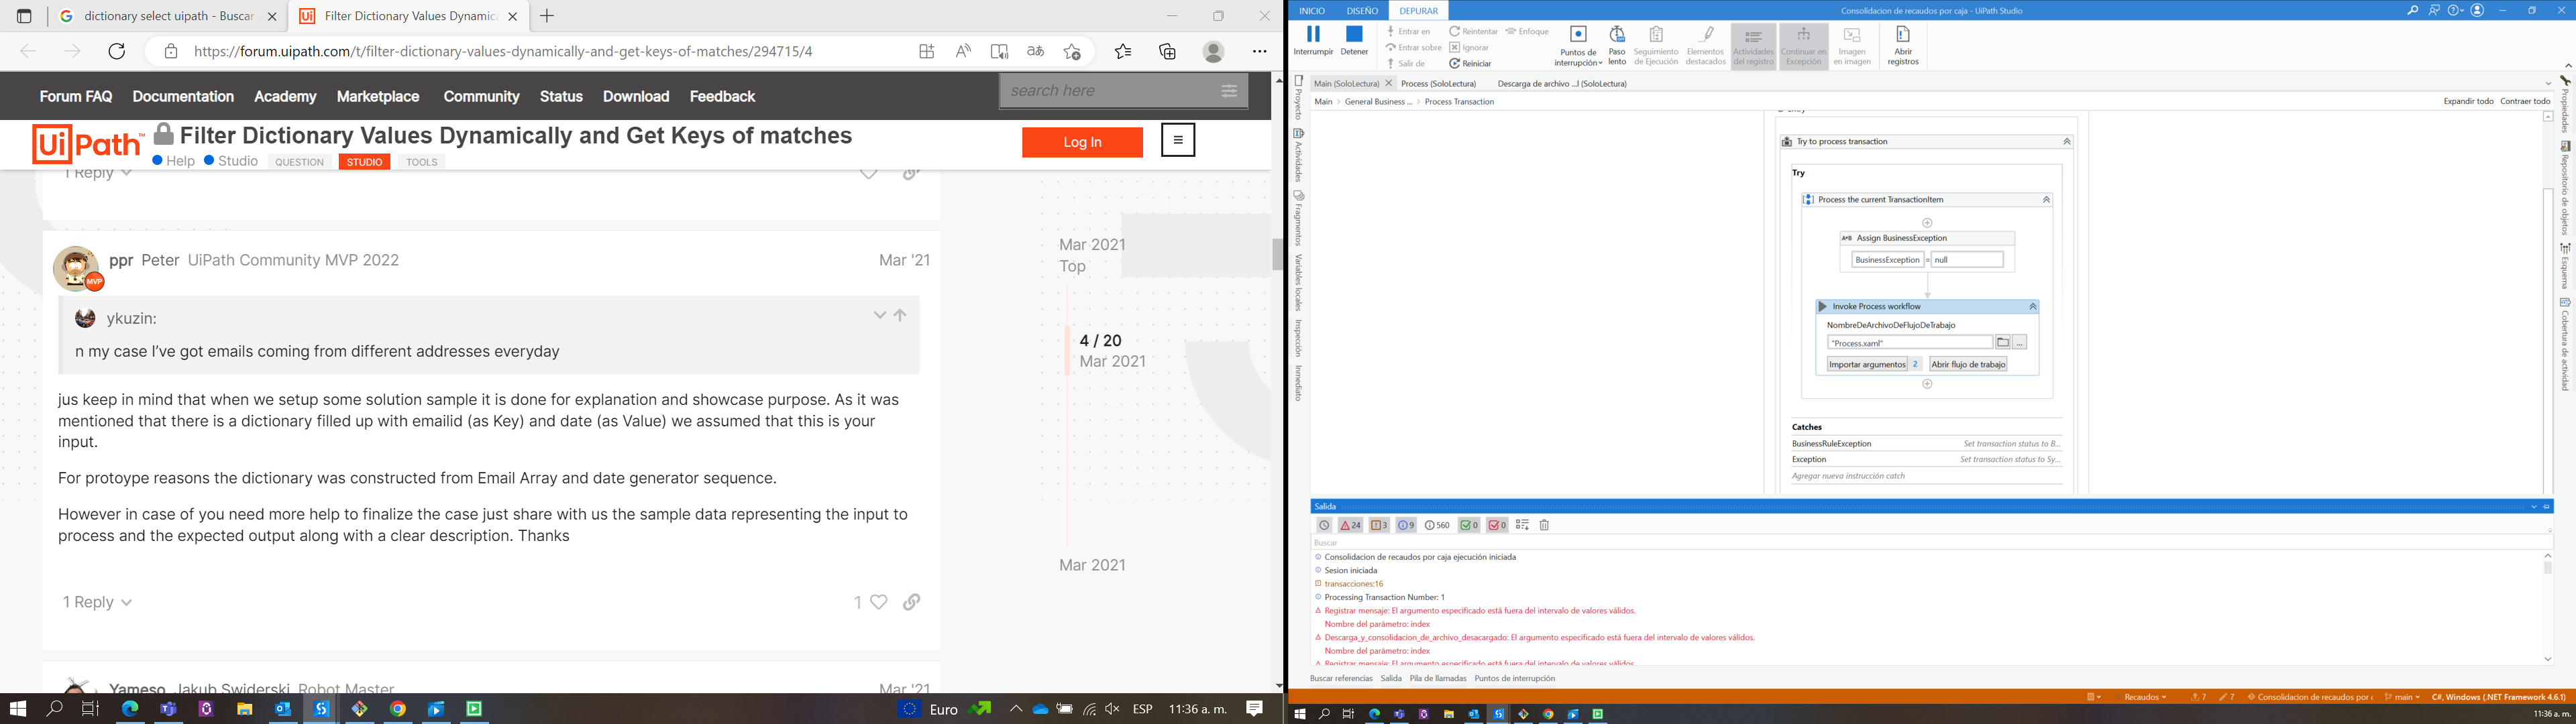 dictionary select uipath - Buscar
Filter Dictionary Values Dynamic
https://forum.uipath.com/t/filter-dictionary-values-dynamically-and-get-keys-of-matches/294715/4
Forum FAQ Documentation Academy Marketplace Community Status Download Feedback
search here
UiPath™ Filter Dictionary Values Dynamically and Get Keys of matches
Help Studio QUESTION STUDIO TOOLS
Log In
1 Reply
ppr Peter UiPath Community MVP 2022 Mar '21
MVP
ykuzin:
n my case I've got emails coming from different addresses everyday
jus keep in mind that when we setup some solution sample it is done for explanation and showcase purpose. As it was
mentioned that there is a dictionary filled up with emailid (as Key) and date (as Value) we assumed that this is your
input.
For protoype reasons the dictionary was constructed from Email Array and date generator sequence.
However in case of you need more help to finalize the case just share with us the sample data representing the input to
process and the expected output along with a clear description. Thanks
1 Reply 1
Yameso Jakub Swiderski Robot Master Mar '21
Mar 2021
Top
4 / 20
Mar 2021
Mar 2021
Euro ESP 11:36 a. m.
INICIO DISEÑO DEPURAR Consolidacion de recaudos por caja - UiPath Studio
Interrumpir Detener
Entrar en Reintentar Enfoque
Entrar sobre Ignorar
Salir de Reiniciar
Puntos de interrupción
Paso lento
Seguimiento de Ejecución
Elementos destacados
Actividades del registro
Continuar en Excepción
Imagen en imagen
Abrir registros
Main (SoloLectura) Process (SoloLectura) Descarga de archivo ...l (SoloLectura)
Main > General Business ... > Process Transaction Expandir todo Contraer todo
Proyecto
Actividades
Fragmentos
Variables locales
Inspección
Inmediato
Propiedades
Repositorio de objetos
Esquema
Cobertura de actividad
Try to process transaction
Try
Process the current TransactionItem
A+B Assign BusinessException
BusinessException = null
Invoke Process workflow
NombreDeArchivoDeFlujoDeTrabajo
"Process.xaml" ...
Importar argumentos 2 Abrir flujo de trabajo
Catches
BusinessRuleException Set transaction status to B...
Exception Set transaction status to Sy...
Agregar nueva instrucción catch
Salida
24 3 9 560 0 0
Buscar
Consolidacion de recaudos por caja ejecución iniciada
Sesion iniciada
transacciones:16
Processing Transaction Number: 1
Registrar mensaje: El argumento especificado está fuera del intervalo de valores válidos.
Nombre del parámetro: index
Descarga_y_consolidacion_de_archivo_desacargado: El argumento especificado está fuera del intervalo de valores válidos.
Nombre del parámetro: index
Registrar mensaje: El argumento especificado está fuera del intervalo de valores válidos.
Buscar referencias Salida Pila de llamadas Puntos de interrupción
Recaudos 7 7 Consolidacion de recaudos por c main C#, Windows (.NET Framework 4.6.1)
11:36 a. m.